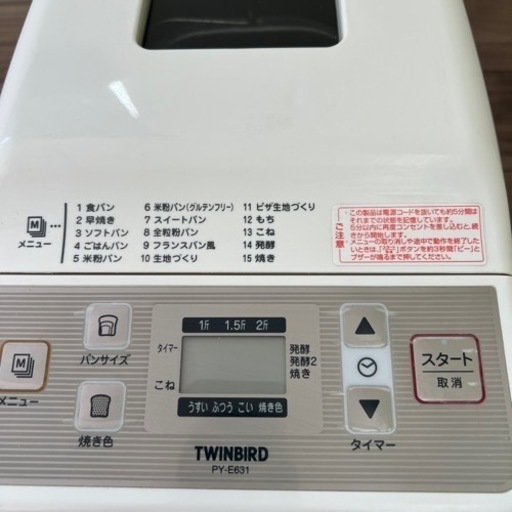 M …
メニュー
1 食パン
2 早焼き
3 ソフトパン
4 ごはんパン
5 米粉パン
6 米粉パン(グルテンフリー)
7 スイートパン
8 全粒粉パン
9 フランスパン風
10 生地づくり
11 ピザ生地づくり
12 もち
13 こね
14 発酵
15 焼き
ご注意
この製品は電源コードを抜いても約5分間は
それまでの状態を記憶しています。
5分以内に再度コンセントを差し込むと、続
きから開始します。
メニューの取り消しや途中で動作を終了した
いときは、「スタート 取消」ボタンを約3秒間「ピー」と
ブザーが鳴るまで押してください。
M
メニュー
パンサイズ
焼き色
1斤 1.5斤 2斤
タイマー
こね
発酵
発酵2
焼き
うすい ふつう こい 焼き色
TWINBIRD
PY-E631
タイマー
スタート
取消